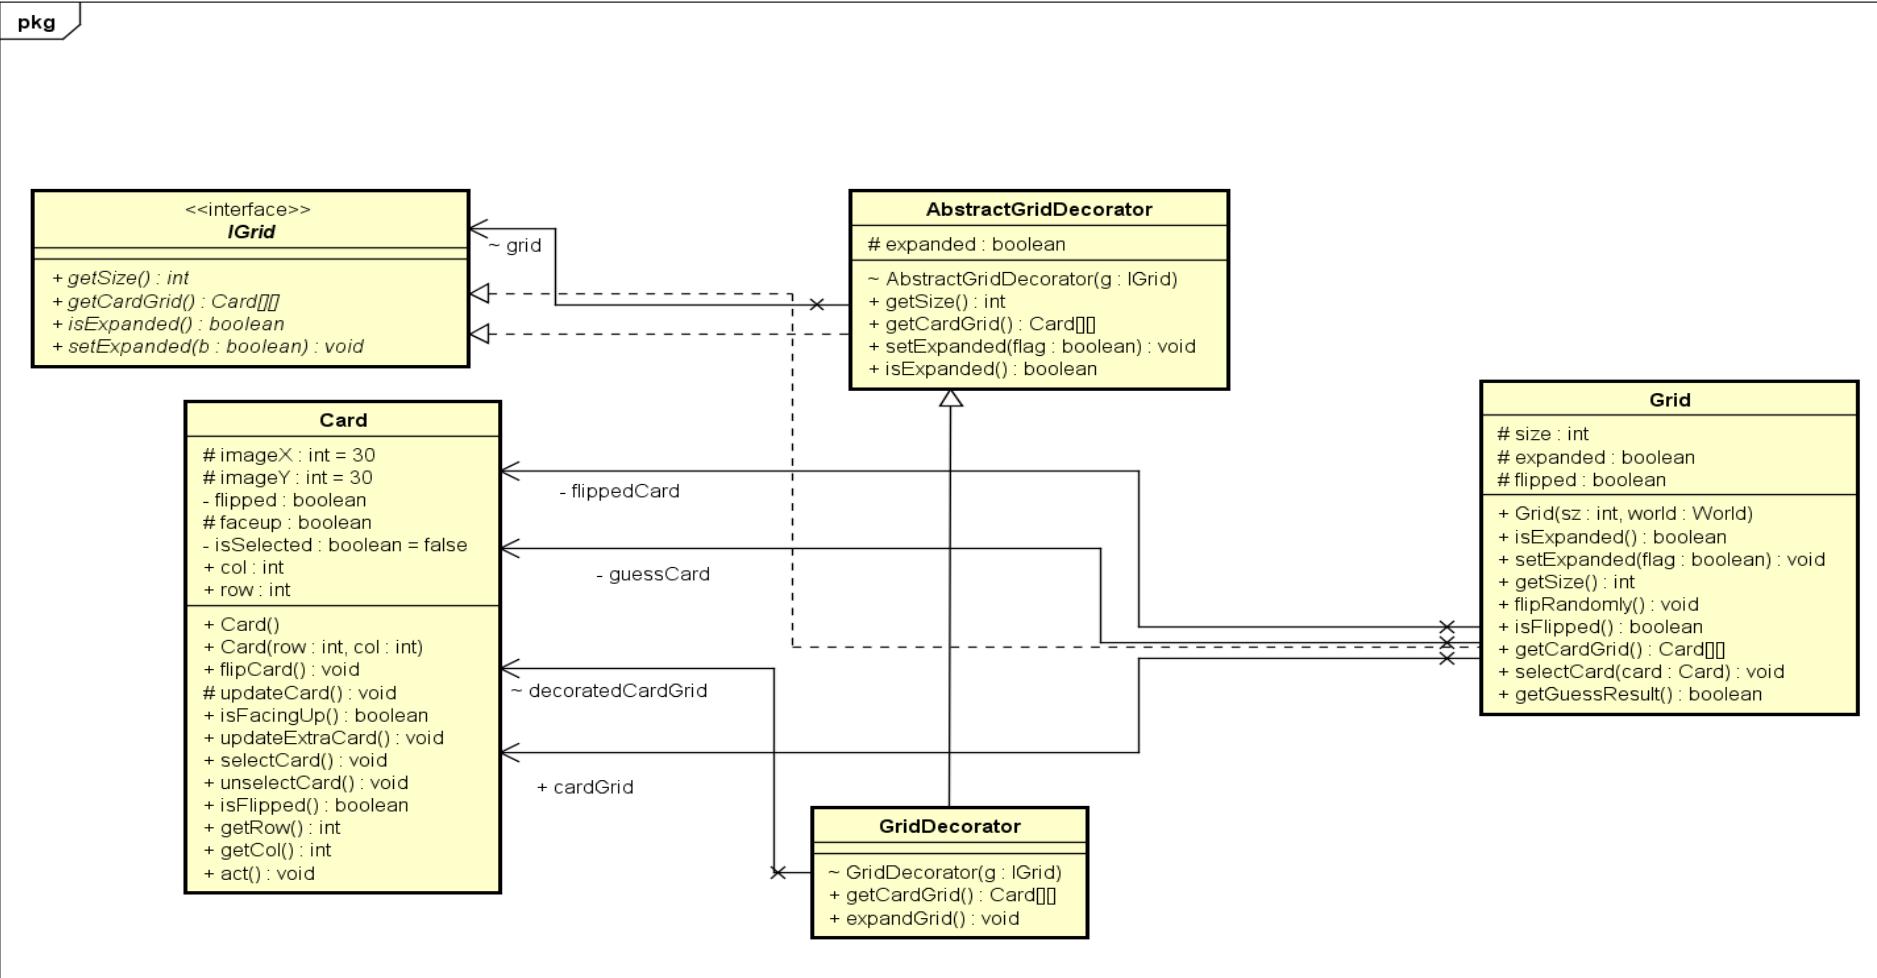 pkg
<<interface>>
IGrid
+ getSize() : int
+ getCardGrid() : Card[][]
+ isExpanded() : boolean
+ setExpanded(b : boolean) : void
~ grid
AbstractGridDecorator
# expanded : boolean
~ AbstractGridDecorator(g : IGrid)
+ getSize() : int
+ getCardGrid() : Card[][]
+ setExpanded(flag : boolean) : void
+ isExpanded() : boolean
Card
# imageX : int = 30
# imageY : int = 30
- flipped : boolean
# faceup : boolean
- isSelected : boolean = false
+ col : int
+ row : int
+ Card()
+ Card(row : int, col : int)
+ flipCard() : void
# updateCard() : void
+ isFacingUp() : boolean
+ updateExtraCard() : void
+ selectCard() : void
+ unselectCard() : void
+ isFlipped() : boolean
+ getRow() : int
+ getCol() : int
+ act() : void
- flippedCard
- guessCard
~ decoratedCardGrid
+ cardGrid
Grid
# size : int
# expanded : boolean
# flipped : boolean
+ Grid(sz : int, world : World)
+ isExpanded() : boolean
+ setExpanded(flag : boolean) : void
+ getSize() : int
+ flipRandomly() : void
+ isFlipped() : boolean
+ getCardGrid() : Card[][]
+ selectCard(card : Card) : void
+ getGuessResult() : boolean
GridDecorator
~ GridDecorator(g : IGrid)
+ getCardGrid() : Card[][]
+ expandGrid() : void